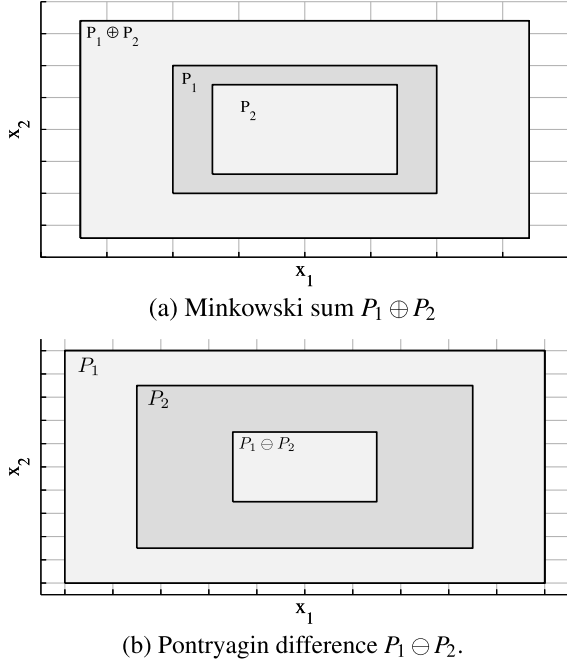 P₁ ⊕ P₂
P₁
P₂
x₂
x₁
(a) Minkowski sum P₁ ⊕ P₂
P₁
P₂
P₁ ⊖ P₂
x₂
x₁
(b) Pontryagin difference P₁ ⊖ P₂.